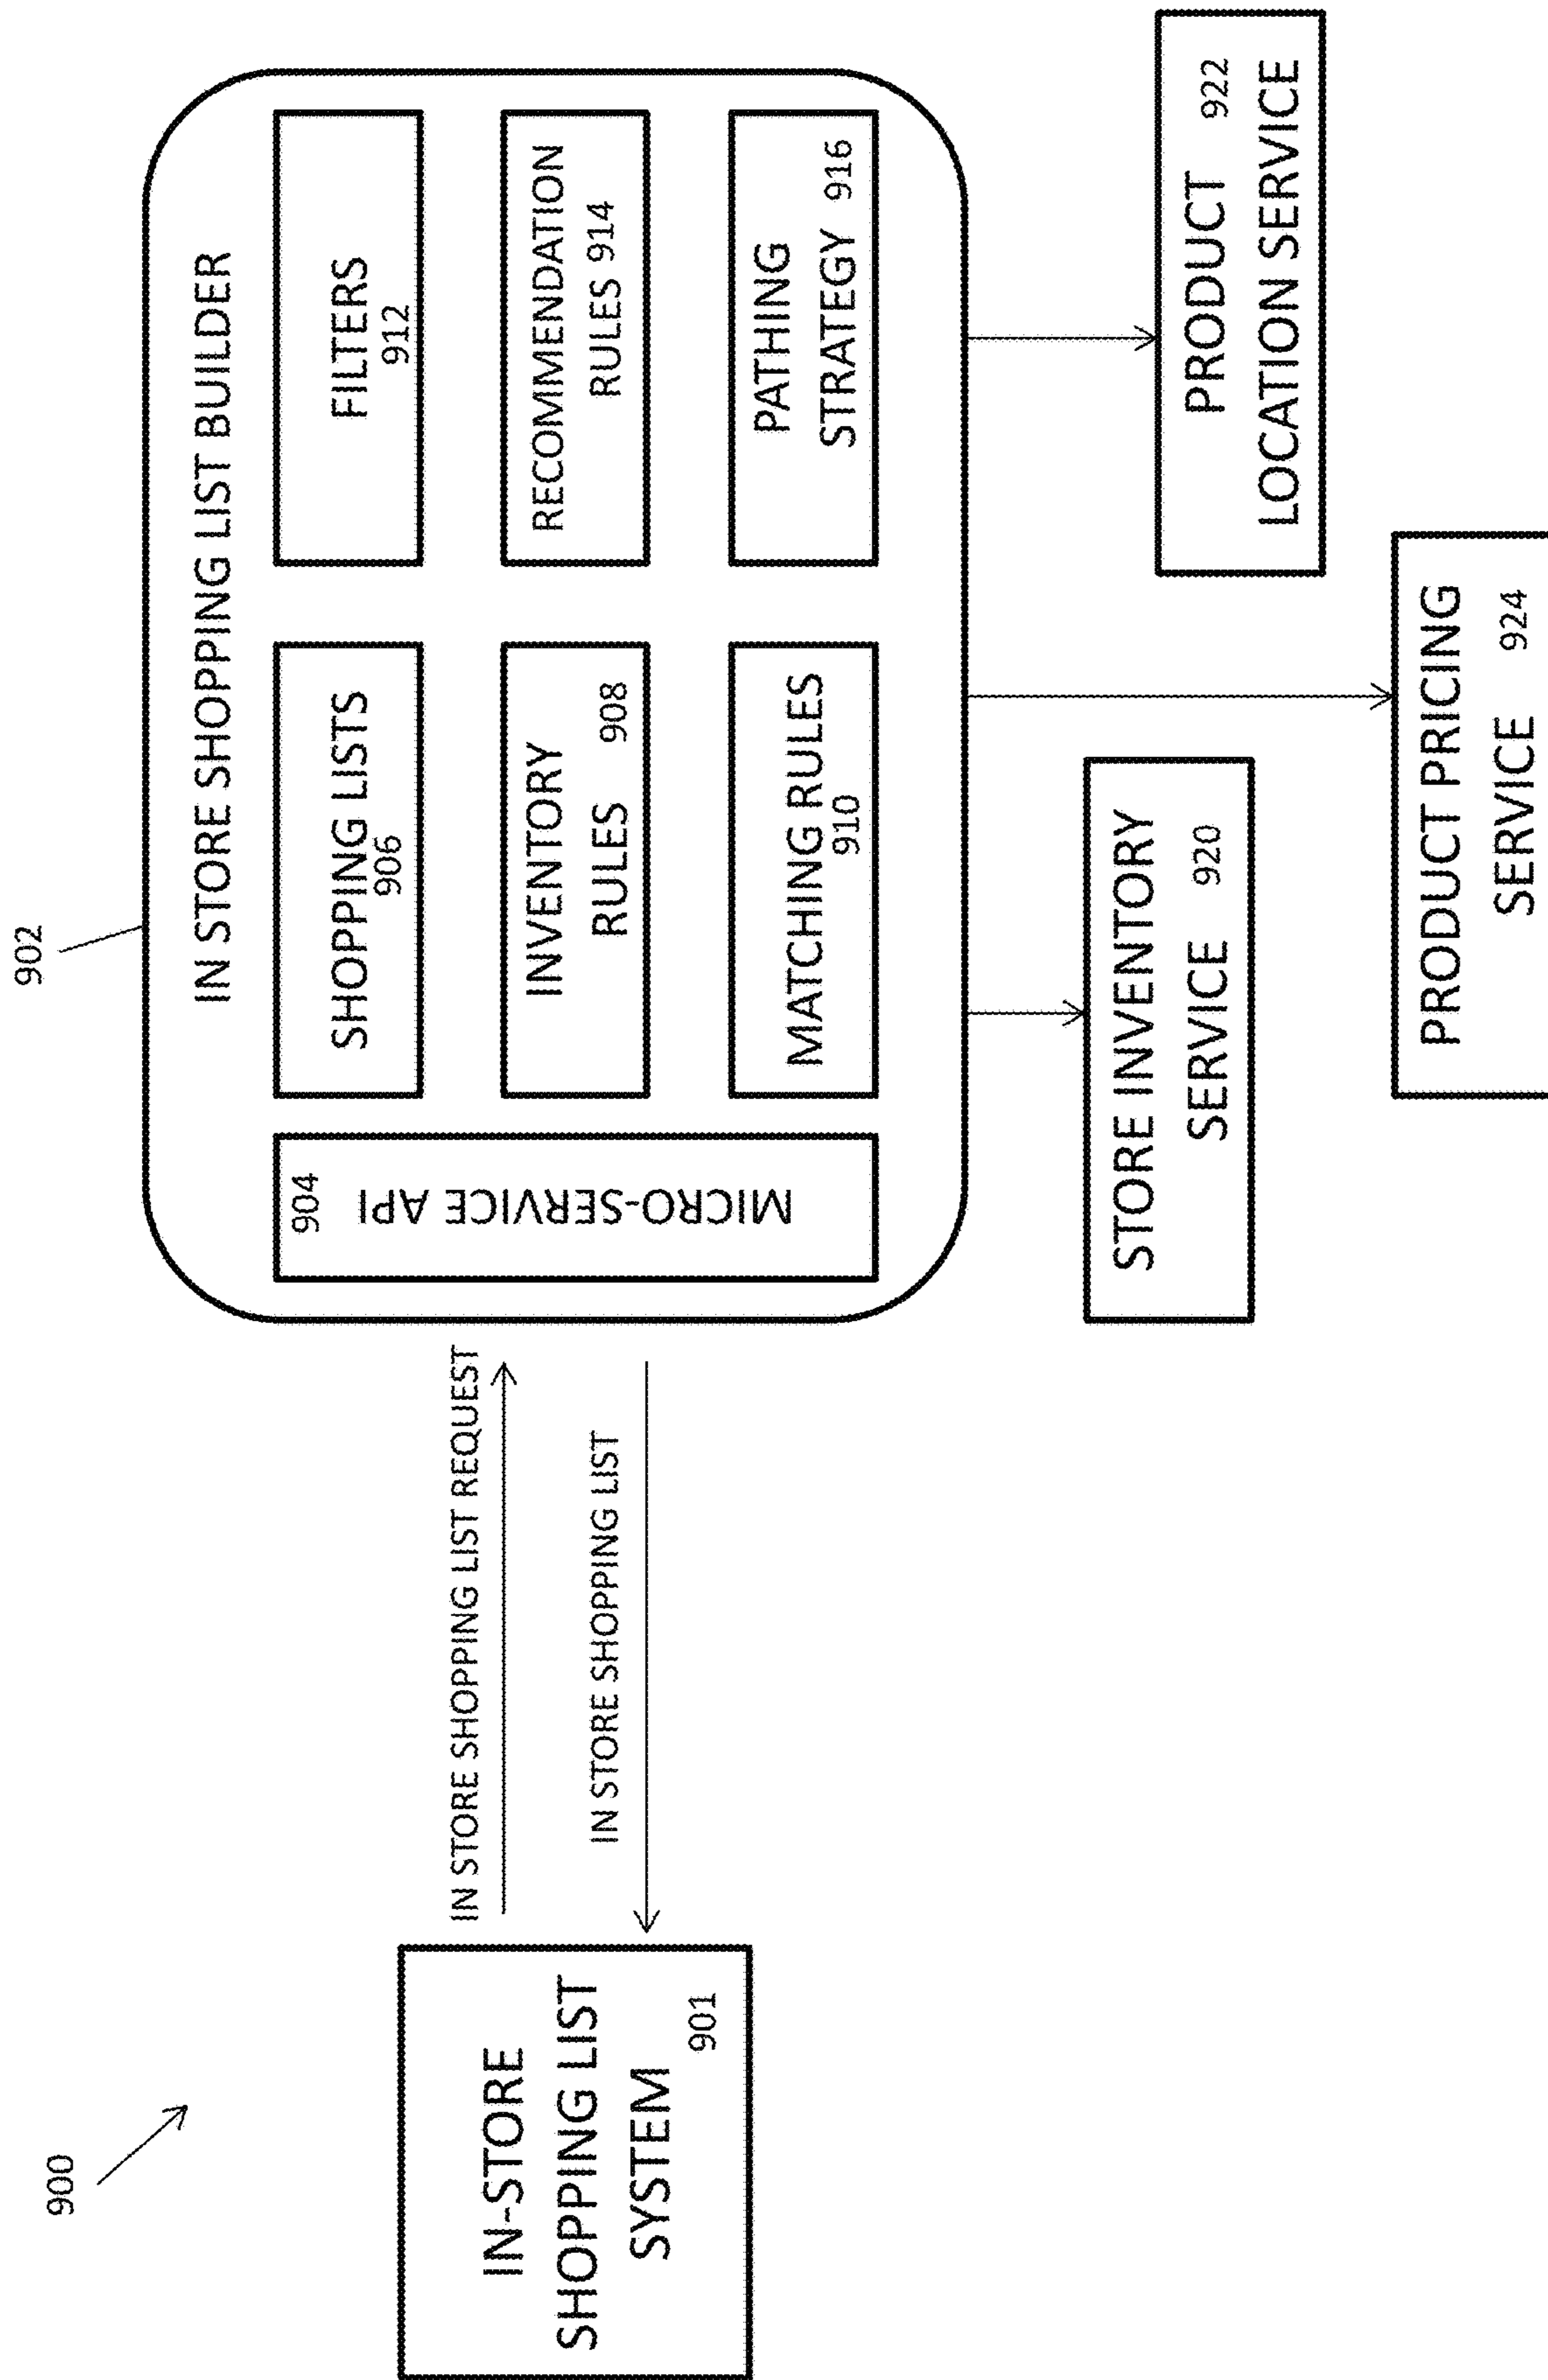 900
902
IN STORE SHOPPING LIST BUILDER
904
MICRO-SERVICE API
SHOPPING LISTS
906
FILTERS
912
INVENTORY
RULES 908
RECOMMENDATION
RULES 914
MATCHING RULES
910
PATHING
STRATEGY 916
IN STORE SHOPPING LIST REQUEST
IN STORE SHOPPING LIST
IN-STORE
SHOPPING LIST
SYSTEM
901
STORE INVENTORY
SERVICE 920
PRODUCT 922
LOCATION SERVICE
PRODUCT PRICING
SERVICE 924